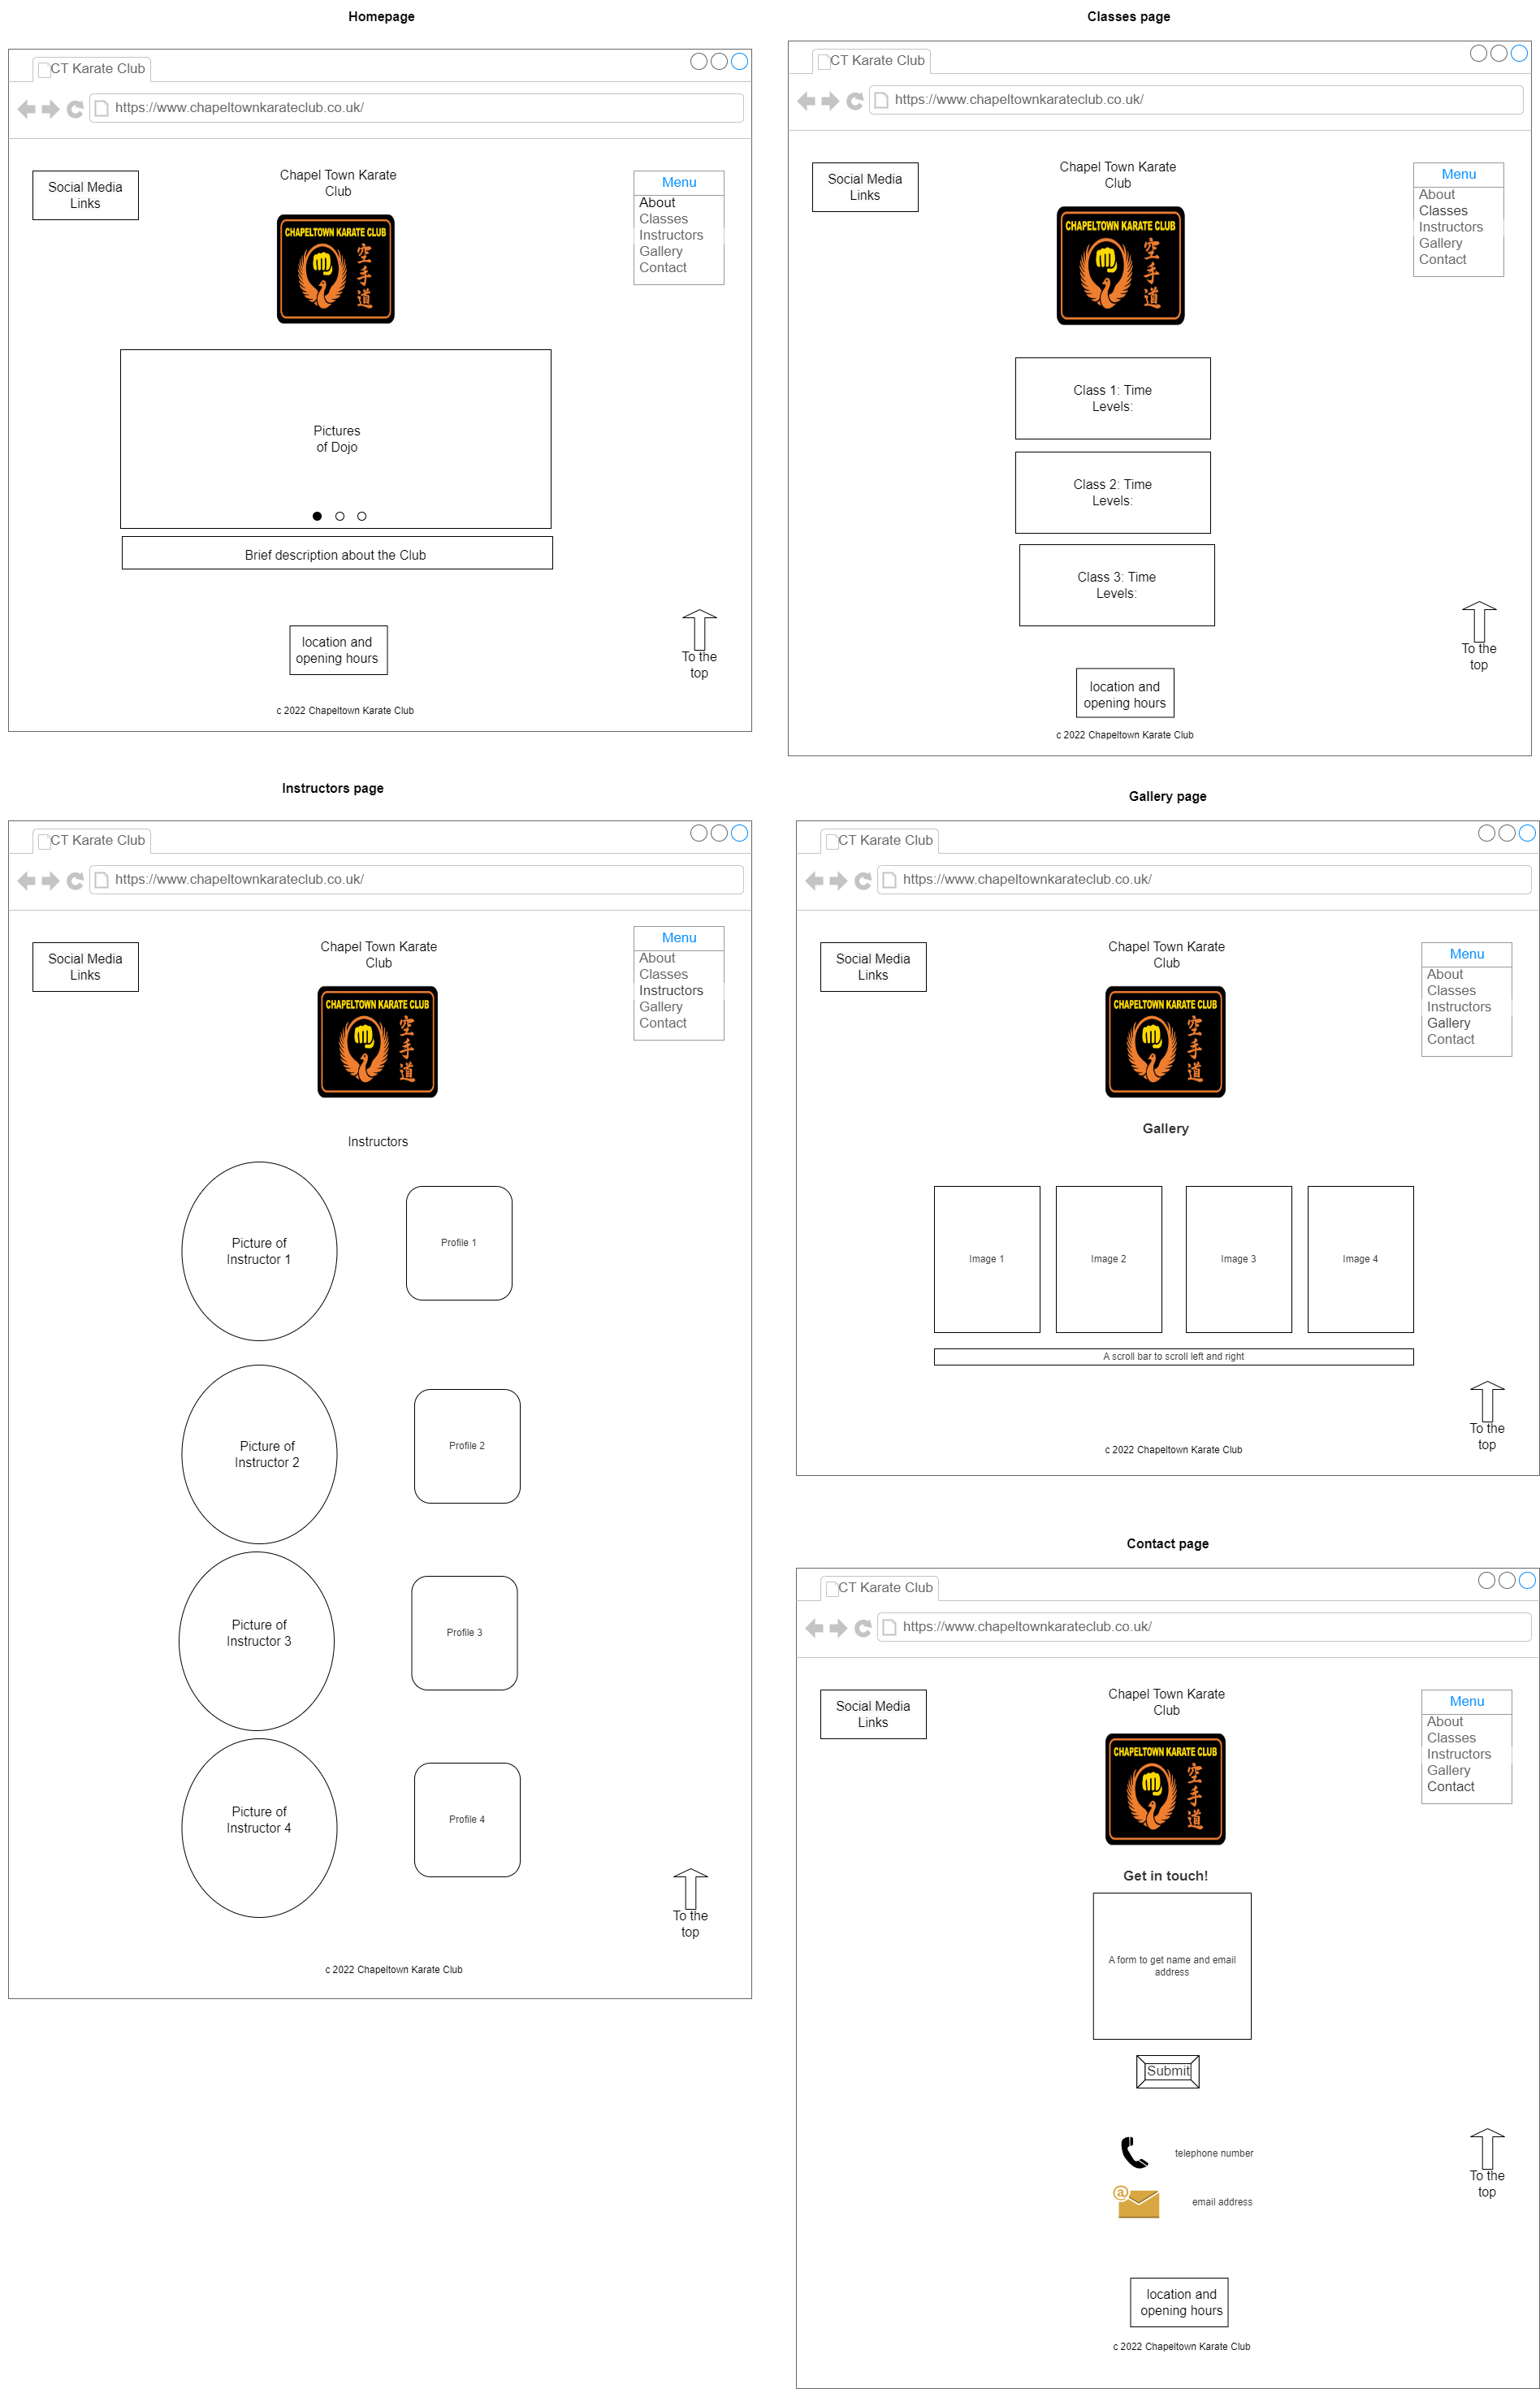 Homepage
CT Karate Club
https://www.chapeltownkarateclub.co.uk/
Social Media
Links
Chapel Town Karate
Club
CHAPELTOWN KARATE CLUB
空
手
道
Menu
About
Classes
Instructors
Gallery
Contact
Pictures
of Dojo
Brief description about the Club
location and
opening hours
To the
top
c 2022 Chapeltown Karate Club
Classes page
CT Karate Club
https://www.chapeltownkarateclub.co.uk/
Social Media
Links
Chapel Town Karate
Club
CHAPELTOWN KARATE CLUB
空
手
道
Menu
About
Classes
Instructors
Gallery
Contact
Class 1: Time
Levels:
Class 2: Time
Levels:
Class 3: Time
Levels:
location and
opening hours
To the
top
c 2022 Chapeltown Karate Club
Instructors page
CT Karate Club
https://www.chapeltownkarateclub.co.uk/
Social Media
Links
Chapel Town Karate
Club
CHAPELTOWN KARATE CLUB
空
手
道
Menu
About
Classes
Instructors
Gallery
Contact
Instructors
Picture of
Instructor 1
Profile 1
Picture of
Instructor 2
Profile 2
Picture of
Instructor 3
Profile 3
Picture of
Instructor 4
Profile 4
To the
top
c 2022 Chapeltown Karate Club
Gallery page
CT Karate Club
https://www.chapeltownkarateclub.co.uk/
Social Media
Links
Chapel Town Karate
Club
CHAPELTOWN KARATE CLUB
空
手
道
Menu
About
Classes
Instructors
Gallery
Contact
Gallery
Image 1
Image 2
Image 3
Image 4
A scroll bar to scroll left and right
To the
top
c 2022 Chapeltown Karate Club
Contact page
CT Karate Club
https://www.chapeltownkarateclub.co.uk/
Social Media
Links
Chapel Town Karate
Club
CHAPELTOWN KARATE CLUB
空
手
道
Menu
About
Classes
Instructors
Gallery
Contact
Get in touch!
A form to get name and email
address
Submit
telephone number
@
email address
To the
top
location and
opening hours
c 2022 Chapeltown Karate Club